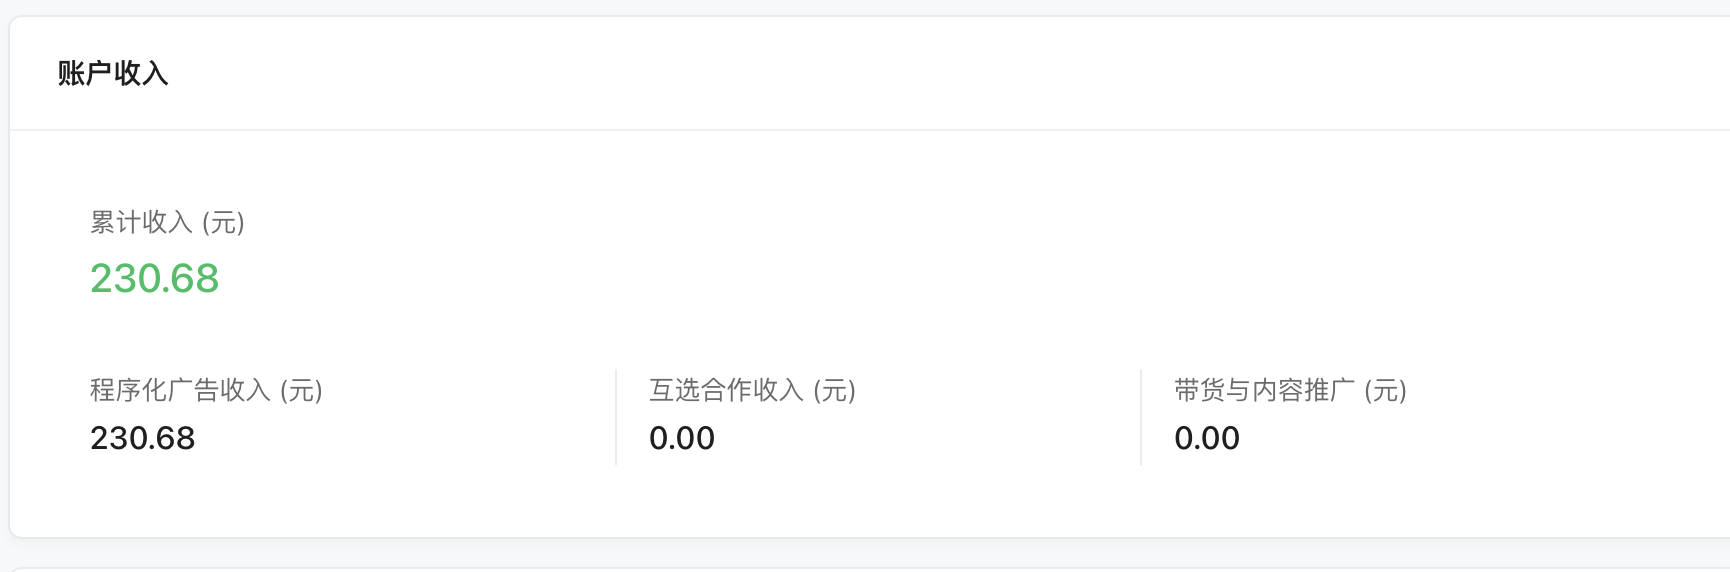 账户收入
累计收入 (元)
230.68
程序化广告收入 (元)
230.68
互选合作收入 (元)
0.00
带货与内容推广 (元)
0.00